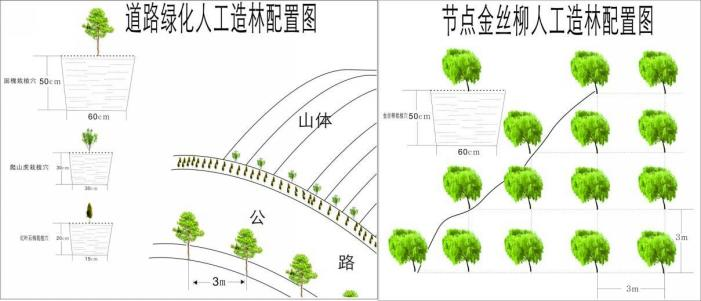 道路绿化人工造林配置图
国槐栽植穴
50cm
60cm
爬山虎栽植穴
30cm
30cm
红叶石楠栽植穴
20cm
15cm
山体
公
路
3m
节点金丝柳人工造林配置图
金丝柳栽植穴
50cm
60cm
3m
3m